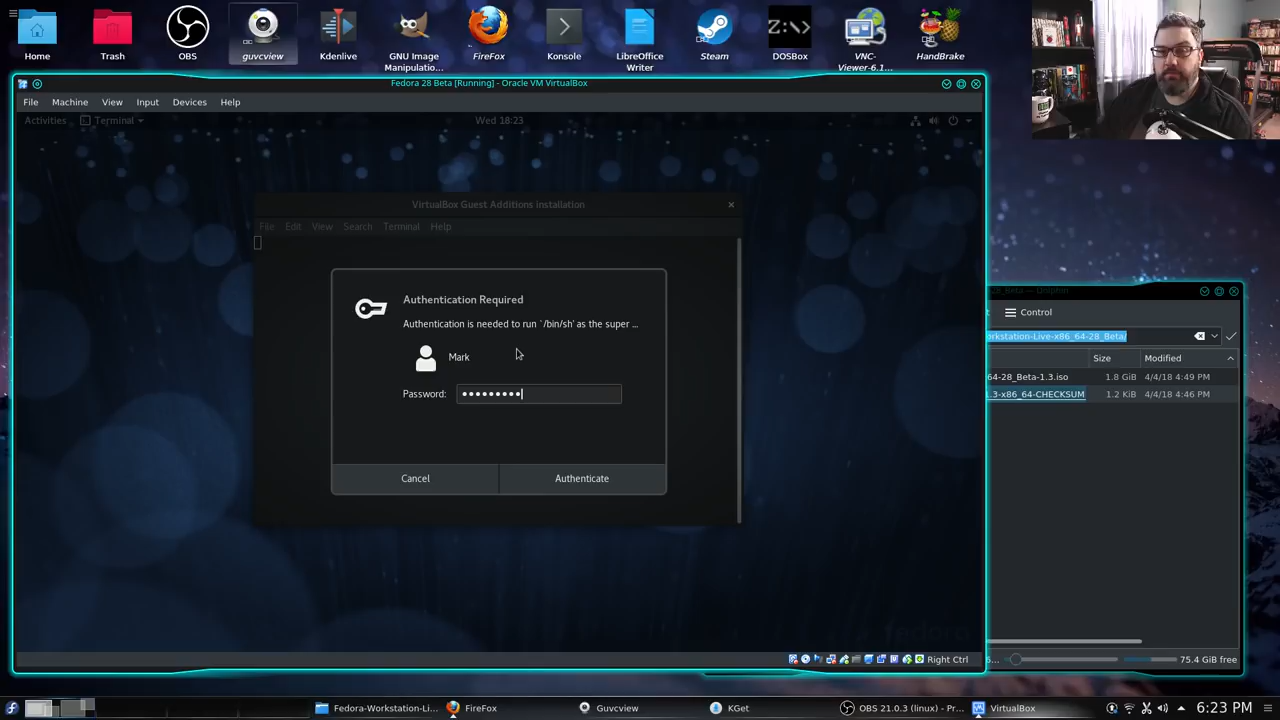 Home
Trash
OBS
guvcview
Kdenlive
GNU Image
Manipulatio...
FireFox
Konsole
LibreOffice
Writer
Steam
Z:\>
DOSBox
VNC-
Viewer-6.1...
HandBrake
Fedora 28 Beta [Running] - Oracle VM VirtualBox
File Machine View Input Devices Help
Activities Terminal Wed 18:23
VirtualBox Guest Additions installation
File Edit View Search Terminal Help
Authentication Required
Authentication is needed to run `/bin/sh' as the super ...
Mark
Password: •••••••••
Cancel Authenticate
fedora
Right Ctrl
28_Beta — Dolphin
Control
orkstation-Live-x86_64-28_Beta/
Size Modified
64-28_Beta-1.3.iso 1.8 GiB 4/4/18 4:49 PM
1.3-x86_64-CHECKSUM 1.2 KiB 4/4/18 4:46 PM
75.4 GiB free
Fedora-Workstation-Li... FireFox Guvcview KGet OBS 21.0.3 (linux) - Pr... VirtualBox 6:23 PM